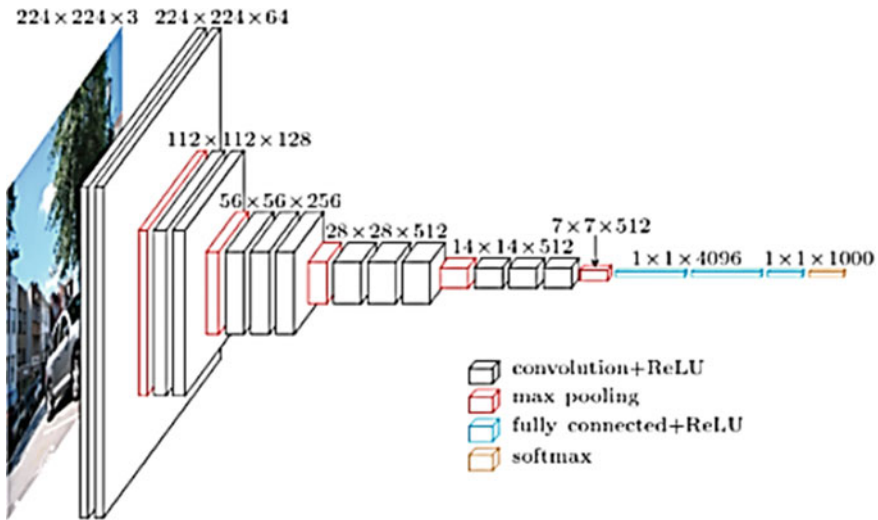 224×224×3
224×224×64
112×112×128
56×56×256
28×28×512
14×14×512
7×7×512
1×1×4096
1×1×1000
convolution+ReLU
max pooling
fully connected+ReLU
softmax